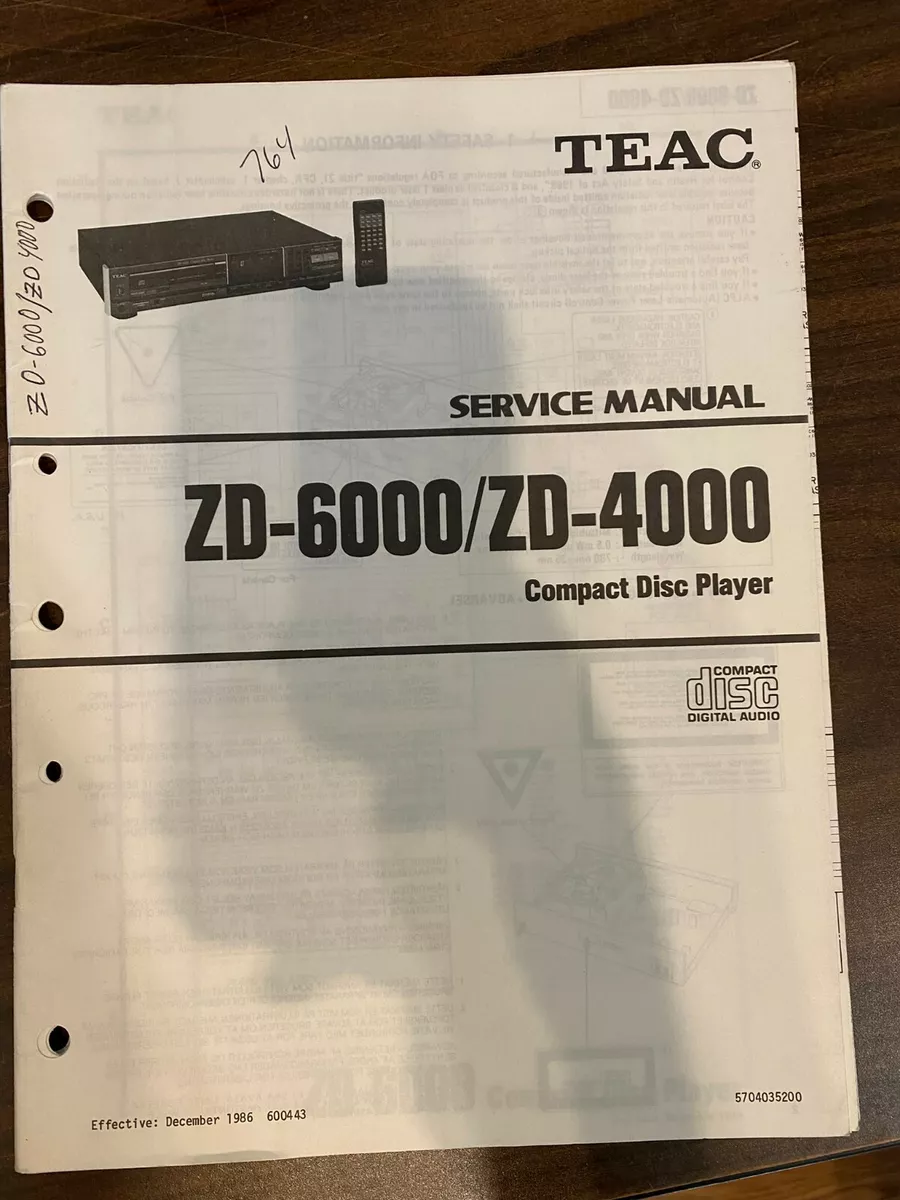 764
TEAC®
ZD-6000/ZD4000
TEAC
SERVICE MANUAL
ZD-6000/ZD-4000
Compact Disc Player
COMPACT
disc
DIGITAL AUDIO
5704035200
Effective: December 1986 600443